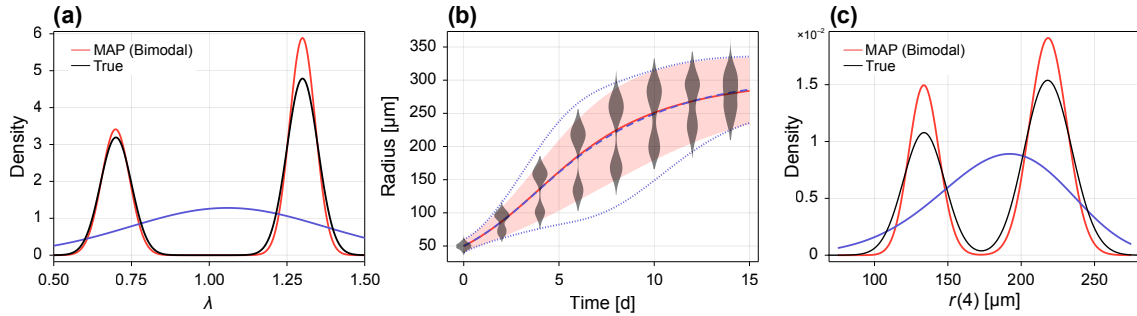 (a)
MAP (Bimodal)
True
Density
6
5
4
3
2
1
0
0.50
0.75
1.00
1.25
1.50
λ
(b)
Radius [µm]
350
300
250
200
150
100
50
0
5
10
15
Time [d]
(c)
×10⁻²
MAP (Bimodal)
True
Density
2
1.5
1
0.5
0
100
150
200
250
r(4) [µm]